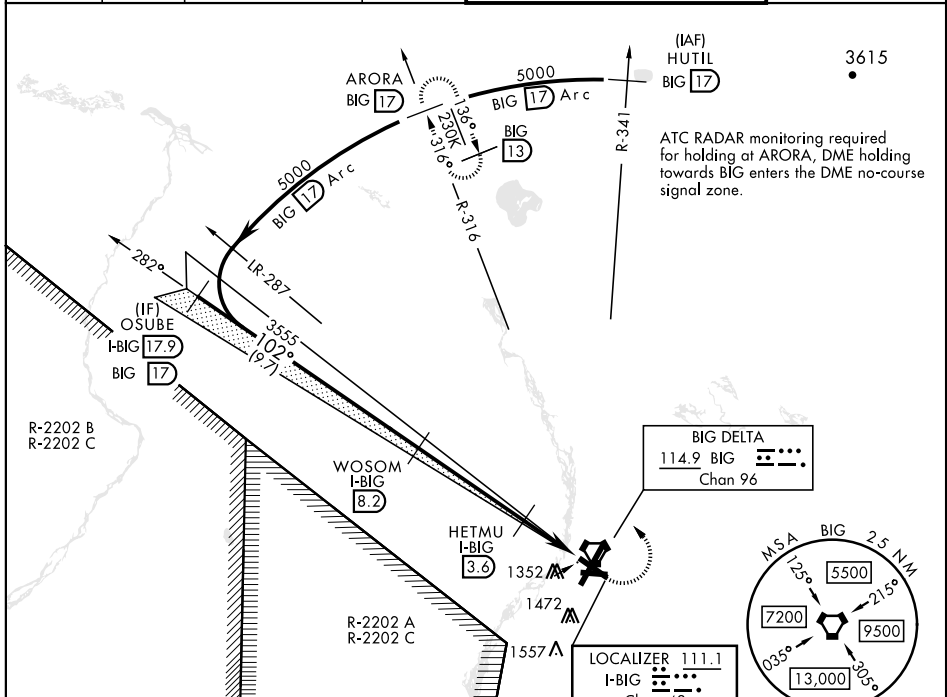 (IAF)
HUTIL
BIG 17
3615
ARORA
BIG 17
5000
BIG 17 Arc
136°
230K
316°
BIG
13
R-341
ATC RADAR monitoring required
for holding at ARORA, DME holding
towards BIG enters the DME no-course
signal zone.
5000
BIG 17 Arc
R-316
282°
LR-287
(IF)
OSUBE
I-BIG 17.9
BIG 17
3555
102°
(9.7)
R-2202 B
R-2202 C
BIG DELTA
114.9 BIG
Chan 96
WOSOM
I-BIG
8.2
HETMU
I-BIG
3.6
1352
1472
1557
R-2202 A
R-2202 C
MSA BIG 25 NM
125°
5500
215°
7200
9500
035°
305°
13,000
LOCALIZER 111.1
I-BIG